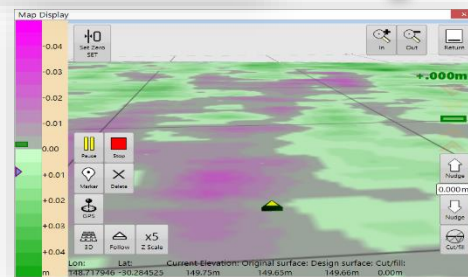 Map Display
Set Zero
SET
In
Out
Return
+.000m
-0.04
-0.03
-0.02
-0.01
0.00
+0.01
+0.02
+0.03
+0.04
m
Pause
Stop
Marker
Delete
GPS
3D
Follow
x5
Z Scale
Nudge
0.000m
Nudge
Cut/fill
Lon: Lat: Current Elevation: Original surface: Design surface: Cut/fill:
148.717946 -30.284525 149.75m 149.65m 149.66m 0.00m